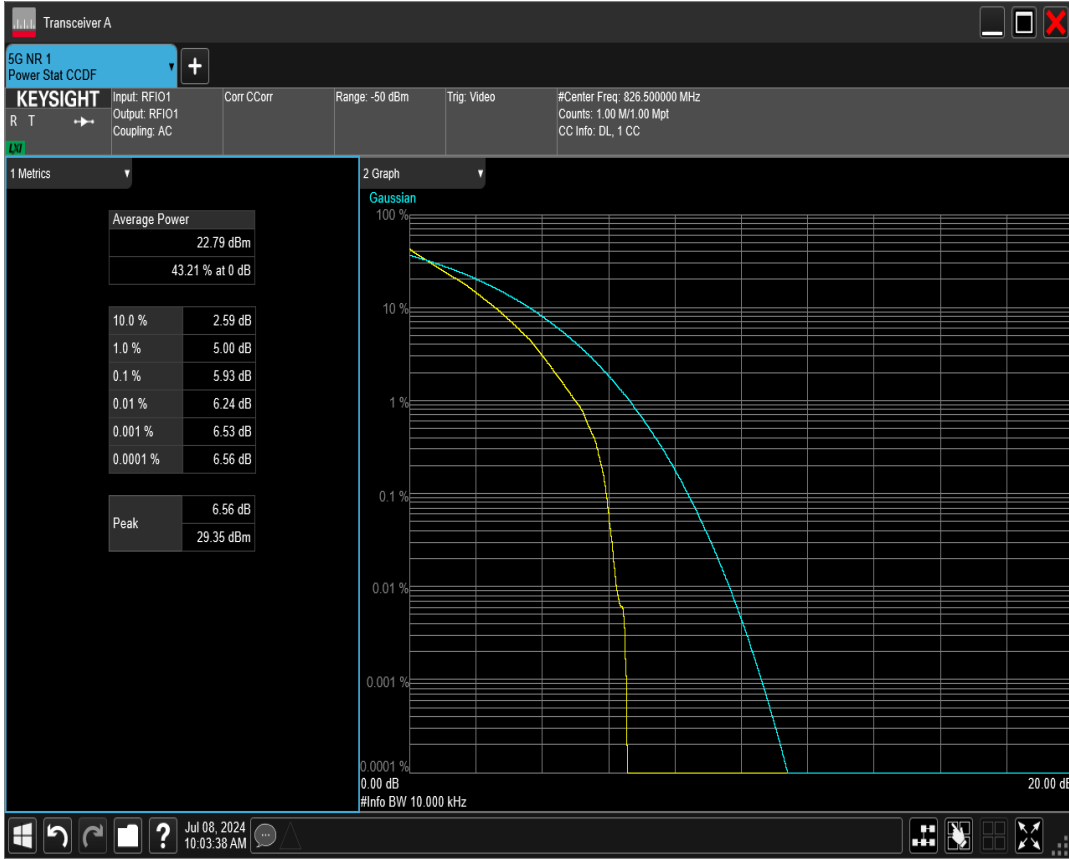 Transceiver A
5G NR 1
Power Stat CCDF
KEYSIGHT
R T
LXI
Input: RFIO1
Output: RFIO1
Coupling: AC
Corr CCorr
Range: -50 dBm
Trig: Video
#Center Freq: 826.500000 MHz
Counts: 1.00 M/1.00 Mpt
CC Info: DL, 1 CC
1 Metrics
Average Power
22.79 dBm
43.21 % at 0 dB
10.0 % 2.59 dB
1.0 % 5.00 dB
0.1 % 5.93 dB
0.01 % 6.24 dB
0.001 % 6.53 dB
0.0001 % 6.56 dB
Peak
6.56 dB
29.35 dBm
2 Graph
Gaussian
100 %
10 %
1 %
0.1 %
0.01 %
0.001 %
0.0001 %
0.00 dB 20.00 dB
#Info BW 10.000 kHz
Jul 08, 2024
10:03:38 AM